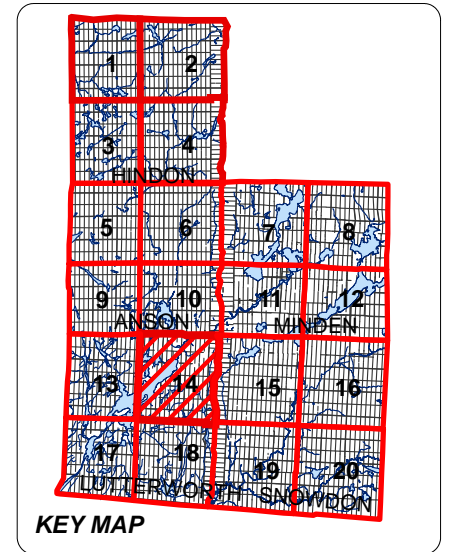 1 2
3 4
HINDON
5 6 7 8
9 10 11 12
ANSON MINDEN
13 14 15 16
17 18 19 20
LUTTERWORTH SNOWDON
KEY MAP